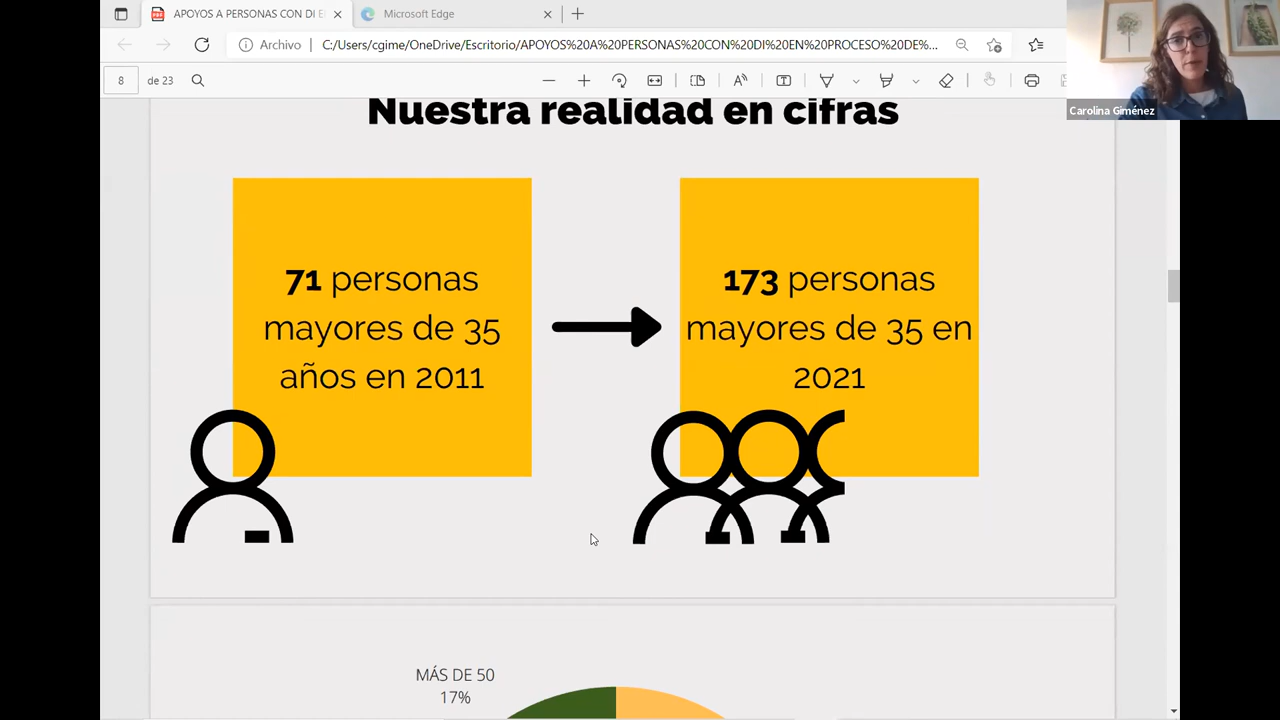 APOYOS A PERSONAS CON DI E
Microsoft Edge
Archivo
C:/Users/cgime/OneDrive/Escritorio/APOYOS%20A%20PERSONAS%20CON%20DI%20EN%20PROCESO%20DE%...
8 de 23
Carolina Giménez
Nuestra realidad en cifras
71 personas
mayores de 35
años en 2011
173 personas
mayores de 35 en
2021
MÁS DE 50
17%